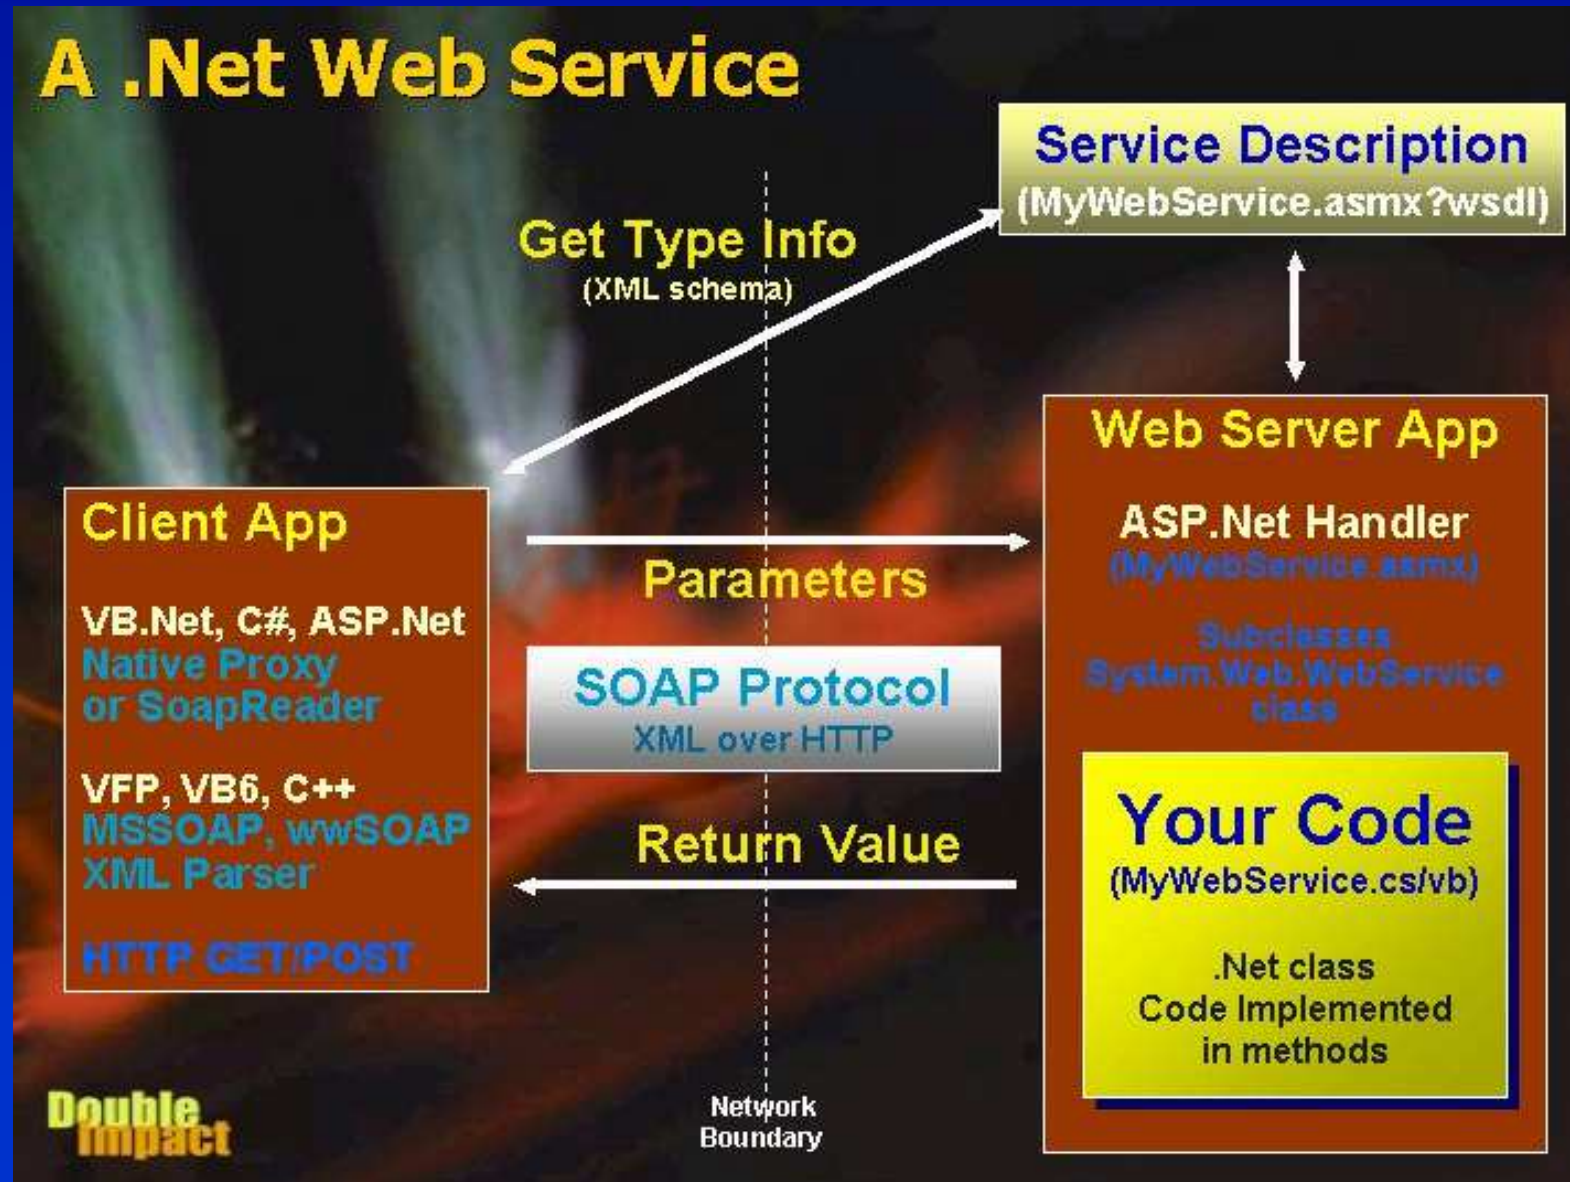 A .Net Web Service
Service Description
(MyWebService.asmx?wsdl)
Get Type Info
(XML schema)
Web Server App
ASP.Net Handler
(MyWebService.asmx)
Subclasses
System.Web.WebService
class
Your Code
(MyWebService.cs/vb)
.Net class
Code Implemented
in methods
Client App
VB.Net, C#, ASP.Net
Native Proxy
or SoapReader
VFP, VB6, C++
MSSOAP, wwSOAP
XML Parser
HTTP GET/POST
Parameters
SOAP Protocol
XML over HTTP
Return Value
Network
Boundary
Double
Impact